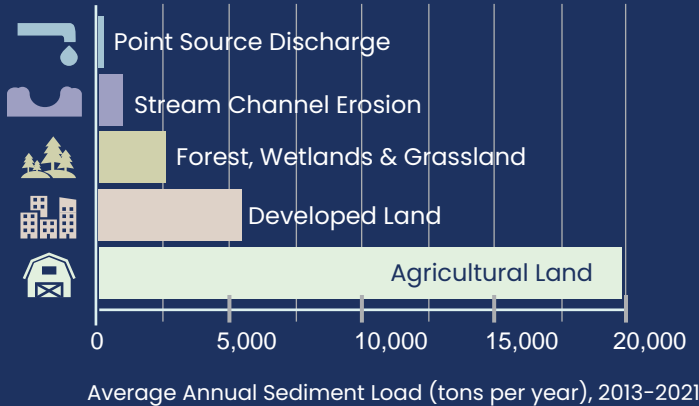 Point Source Discharge
Stream Channel Erosion
Forest, Wetlands & Grassland
Developed Land
Agricultural Land
0 5,000 10,000 15,000 20,000
Average Annual Sediment Load (tons per year), 2013-2021